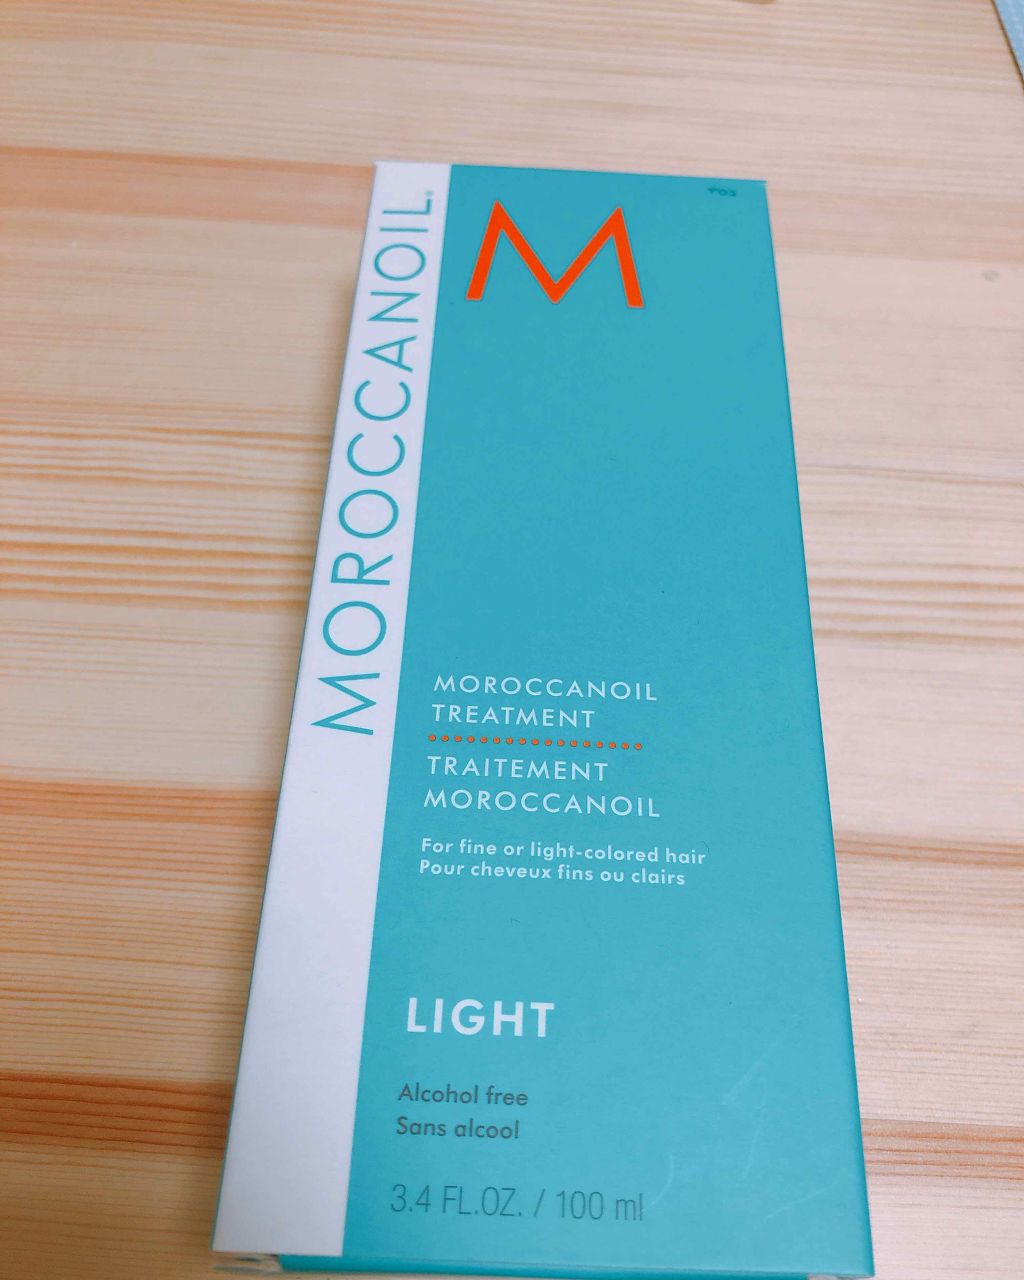 MOROCCANOIL®
M
MOROCCANOIL
TREATMENT
TRAITEMENT
MOROCCANOIL
For fine or light-colored hair
Pour cheveux fins ou clairs
LIGHT
Alcohol free
Sans alcool
3.4 FL.OZ. / 100 ml